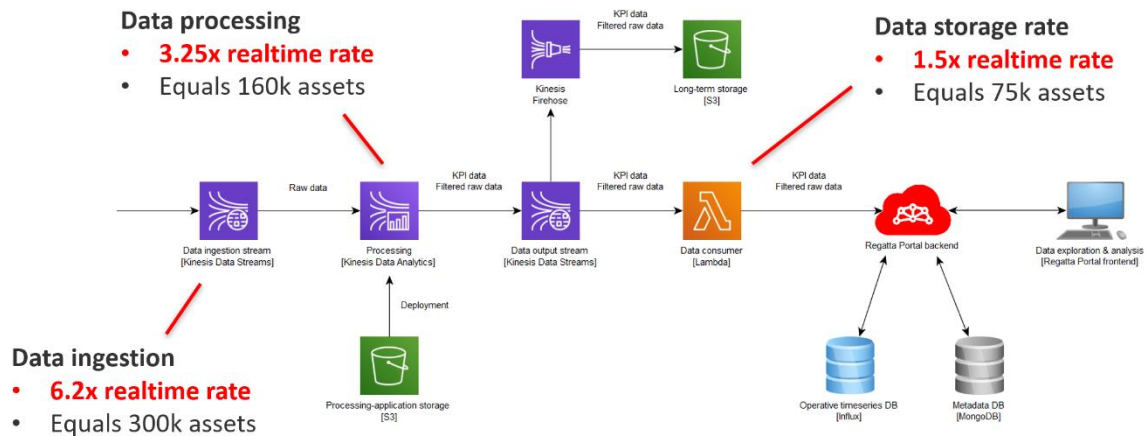 Data processing
• 3.25x realtime rate
• Equals 160k assets
KPI data
Filtered raw data
Kinesis
Firehose
Long-term storage
[S3]
Data storage rate
• 1.5x realtime rate
• Equals 75k assets
Raw data
KPI data
Filtered raw data
KPI data
Filtered raw data
KPI data
Filtered raw data
Data ingestion stream
[Kinesis Data Streams]
Processing
[Kinesis Data Analytics]
Data output stream
[Kinesis Data Streams]
Data consumer
[Lambda]
Regatta Portal backend
Data exploration & analysis
[Regatta Portal frontend]
Deployment
Data ingestion
• 6.2x realtime rate
• Equals 300k assets
Processing-application storage
[S3]
Operative timeseries DB
[Influx]
Metadata DB
[MongoDB]